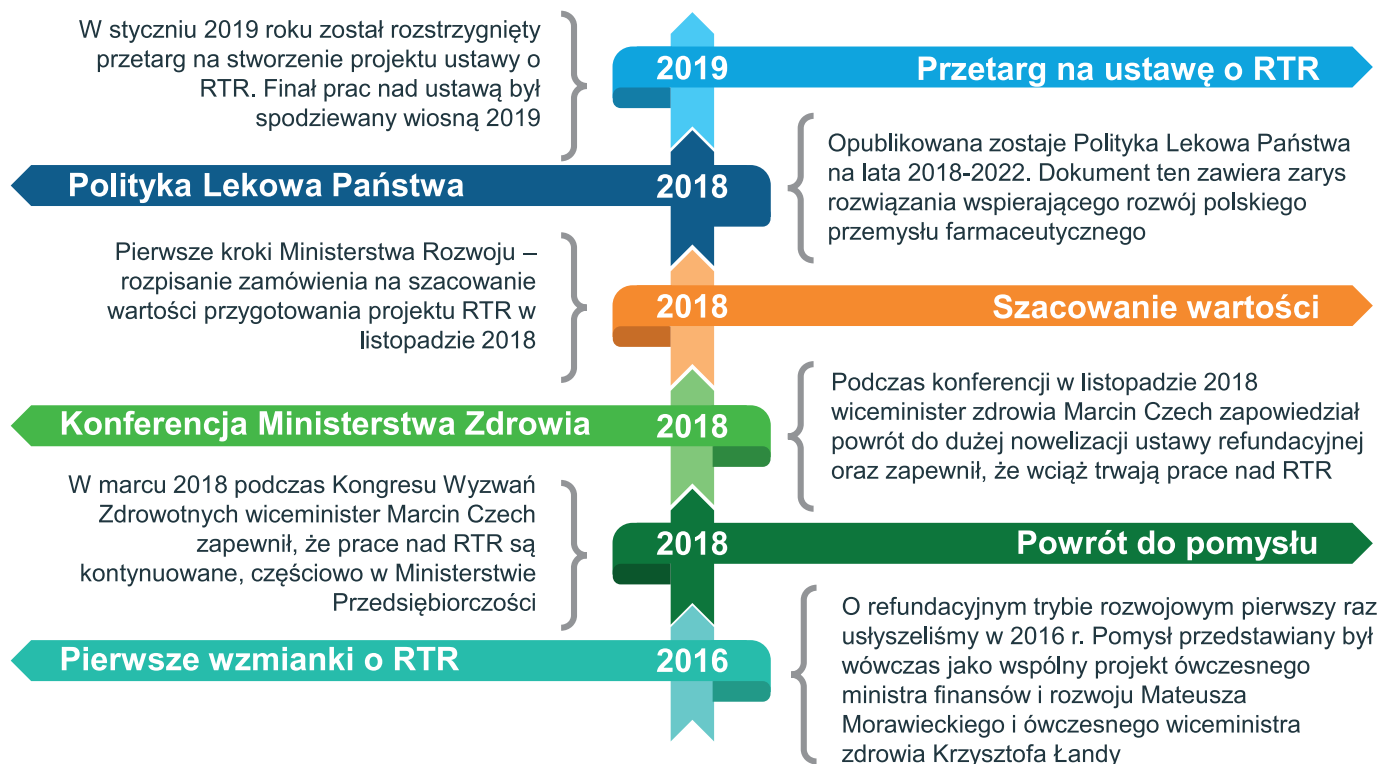 W styczniu 2019 roku został rozstrzygnięty
przetarg na stworzenie projektu ustawy o
RTR. Finał prac nad ustawą był
spodziewany wiosną 2019
2019
Przetarg na ustawę o RTR
Polityka Lekowa Państwa
2018
Opublikowana zostaje Polityka Lekowa Państwa
na lata 2018-2022. Dokument ten zawiera zarys
rozwiązania wspierającego rozwój polskiego
przemysłu farmaceutycznego
Pierwsze kroki Ministerstwa Rozwoju –
rozpisanie zamówienia na szacowanie
wartości przygotowania projektu RTR w
listopadzie 2018
2018
Szacowanie wartości
Konferencja Ministerstwa Zdrowia
2018
Podczas konferencji w listopadzie 2018
wiceminister zdrowia Marcin Czech zapowiedział
powrót do dużej nowelizacji ustawy refundacyjnej
oraz zapewnił, że wciąż trwają prace nad RTR
W marcu 2018 podczas Kongresu Wyzwań
Zdrowotnych wiceminister Marcin Czech
zapewnił, że prace nad RTR są
kontynuowane, częściowo w Ministerstwie
Przedsiębiorczości
2018
Powrót do pomysłu
Pierwsze wzmianki o RTR
2016
O refundacyjnym trybie rozwojowym pierwszy raz
usłyszeliśmy w 2016 r. Pomysł przedstawiany był
wówczas jako wspólny projekt ówczesnego
ministra finansów i rozwoju Mateusza
Morawieckiego i ówczesnego wiceministra
zdrowia Krzysztofa Łandy